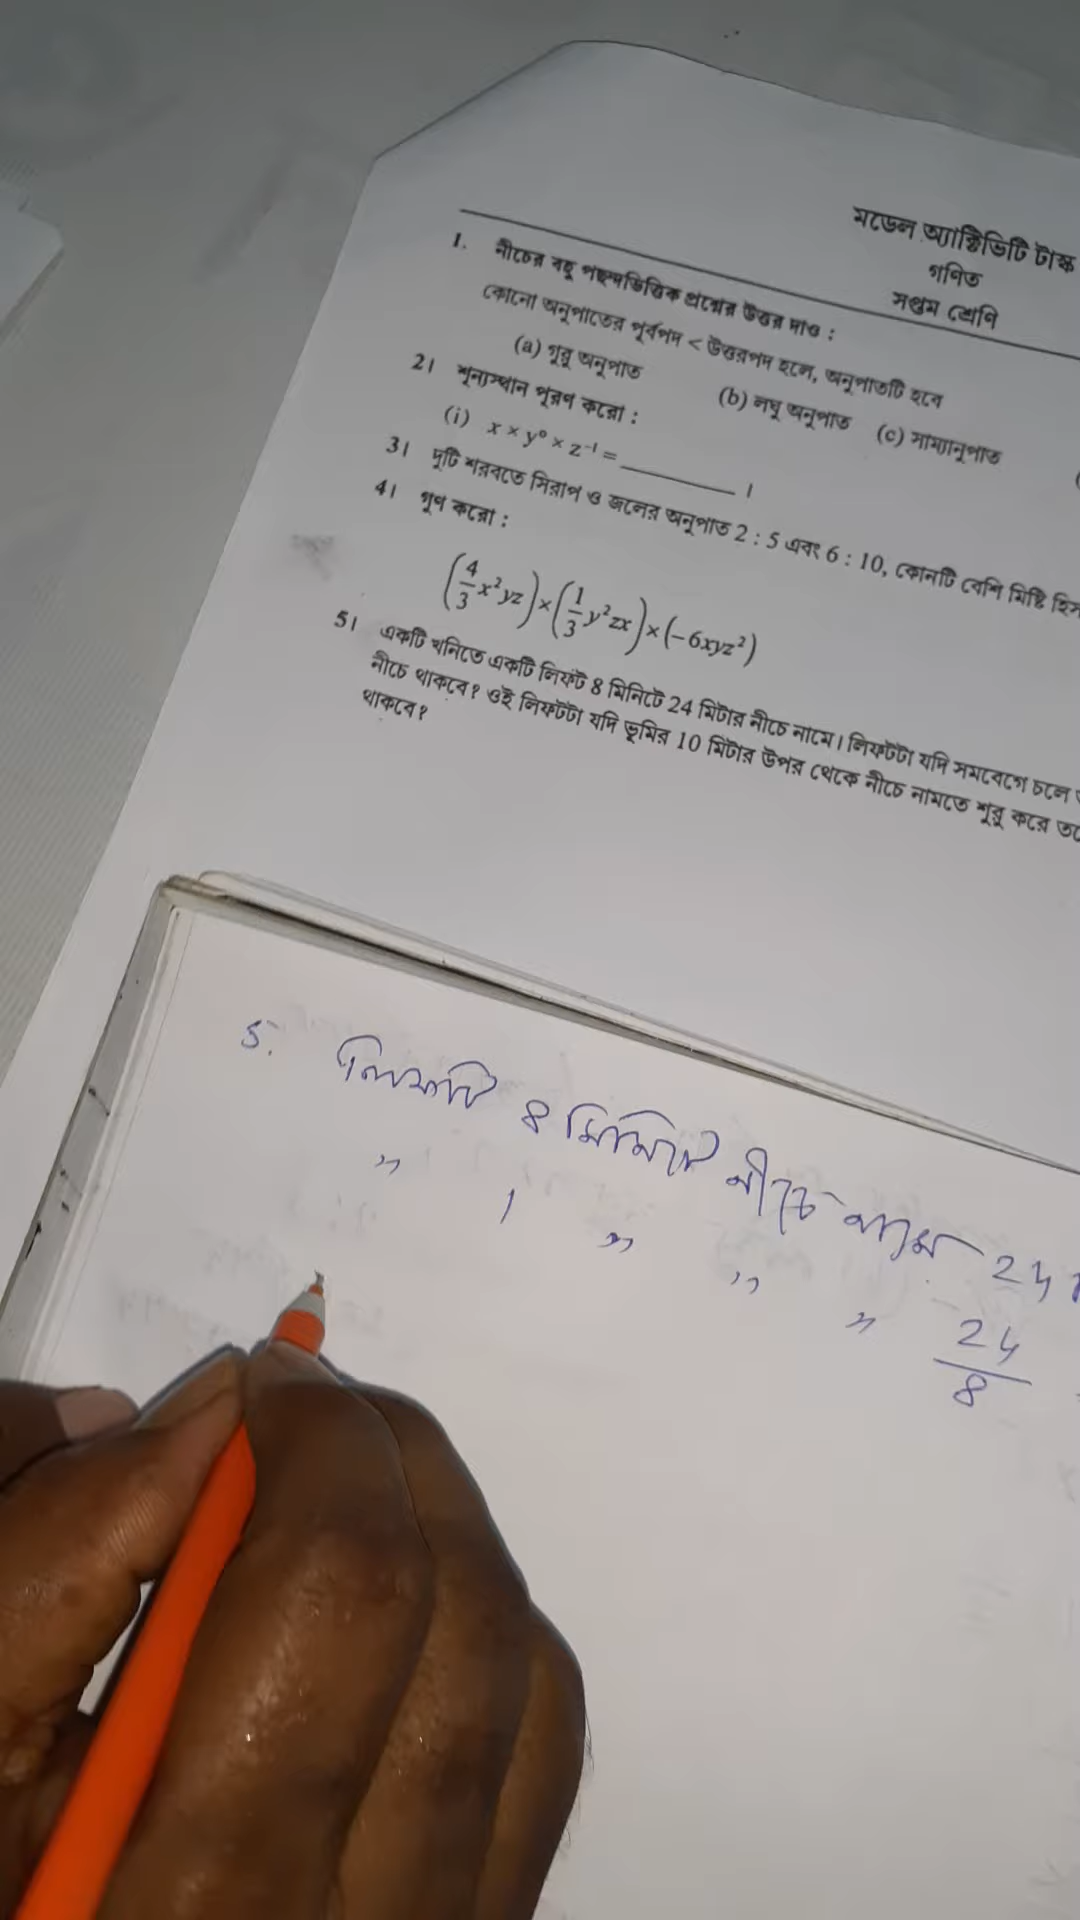 মডেল অ্যাক্টিভিটি টাস্ক
গণিত
সপ্তম শ্রেণি
1. নীচের বহু পছন্দভিত্তিক প্রশ্নের উত্তর দাও :
কোনো অনুপাতের পূর্বপদ < উত্তরপদ হলে, অনুপাতটি হবে
(a) গুরু অনুপাত (b) লঘু অনুপাত (c) সাম্যানুপাত (
2। শূন্যস্থান পূরণ করো :
(i) x × y⁰ × z⁻¹ = ________ ।
3। দুটি শরবতে সিরাপ ও জলের অনুপাত 2 : 5 এবং 6 : 10, কোনটি বেশি মিষ্টি
4। গুণ করো :
(4/3 x²yz) × (1/3 y²zx) × (−6xyz²)
5। একটি খনিতে একটি লিফট 8 মিনিটে 24 মিটার নীচে নামে। লিফটটা যদি সমবেগে চলে
নীচে থাকবে? ওই লিফটটা যদি ভূমির 10 মিটার উপর থেকে নীচে নামতে শুরু করে
থাকবে?
5. লিফটটি 8 মিনিটে নীচে নামে 24
" 1 " " " 24/8